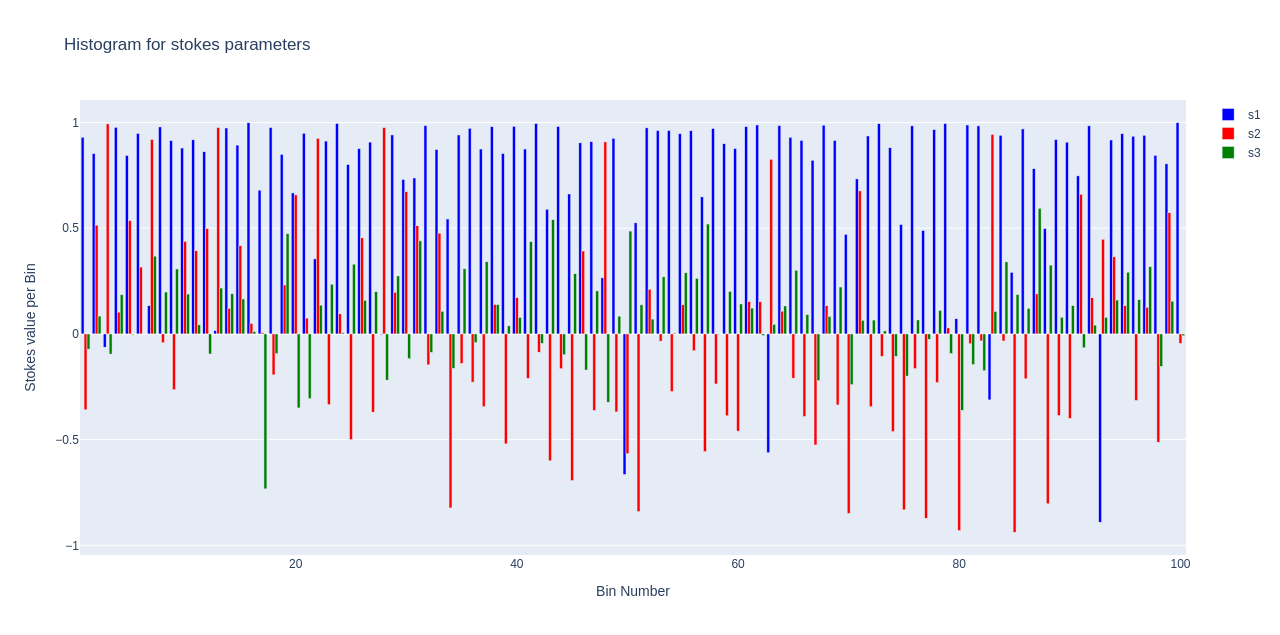 Histogram for stokes parameters
s1
s2
s3
Stokes value per Bin
1
0.5
0
−0.5
−1
20
40
60
80
100
Bin Number